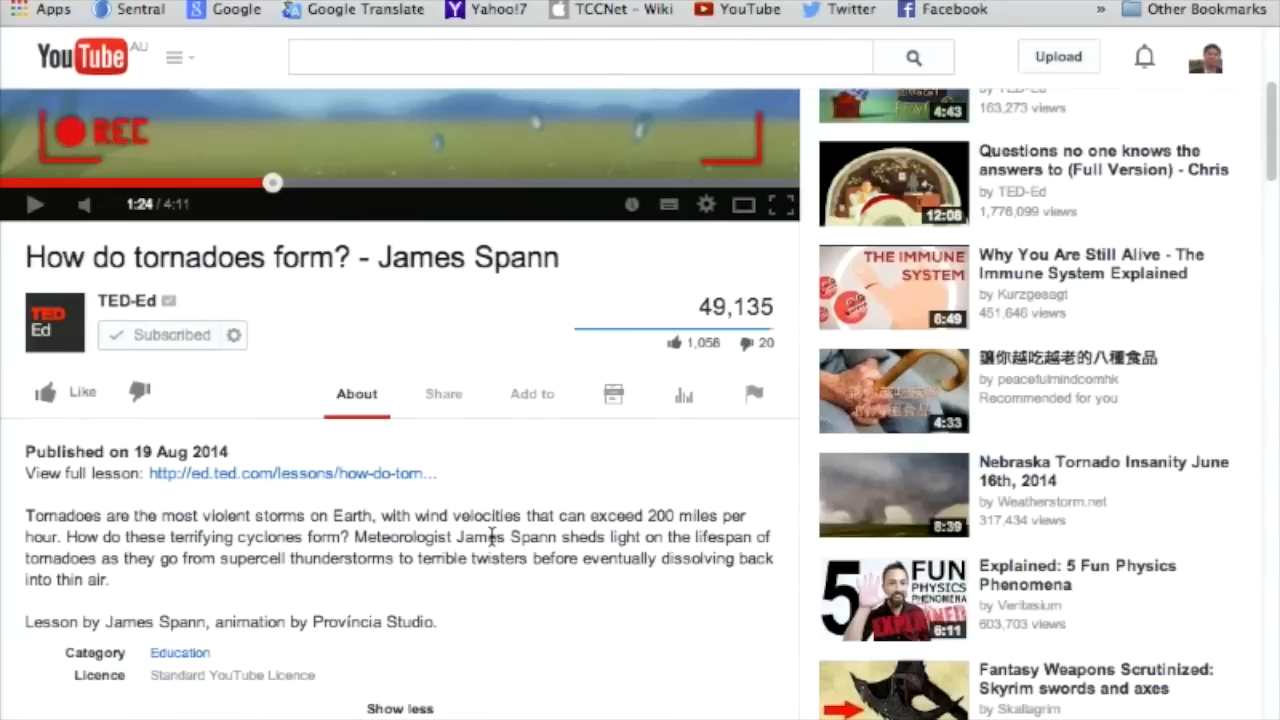 Apps Sentral Google Google Translate Yahoo!7 TCCNet – Wiki YouTube Twitter Facebook » Other Bookmarks
YouTube AU
Upload
REC
1:24 / 4:11
How do tornadoes form? - James Spann
TED Ed
TED-Ed
Subscribed
49,135
1,058 20
Like
About Share Add to
Published on 19 Aug 2014
View full lesson: http://ed.ted.com/lessons/how-do-torn...
Tornadoes are the most violent storms on Earth, with wind velocities that can exceed 200 miles per
hour. How do these terrifying cyclones form? Meteorologist James Spann sheds light on the lifespan of
tornadoes as they go from supercell thunderstorms to terrible twisters before eventually dissolving back
into thin air.
Lesson by James Spann, animation by Província Studio.
Category Education
Licence Standard YouTube Licence
Show less
4:43
by TED-Ed
163,273 views
12:08
Questions no one knows the
answers to (Full Version) - Chris
by TED-Ed
1,776,099 views
THE IMMUNE
SYSTEM
6:49
Why You Are Still Alive - The
Immune System Explained
by Kurzgesagt
451,646 views
4:33
讓你越吃越老的八種食品
by peacefulmindcomhk
Recommended for you
8:39
Nebraska Tornado Insanity June
16th, 2014
by Weatherstorm.net
317,434 views
5 FUN
PHYSICS
PHENOMENA
EXPLAINED
6:11
Explained: 5 Fun Physics
Phenomena
by Veritasium
603,703 views
Fantasy Weapons Scrutinized:
Skyrim swords and axes
by Skallagrim